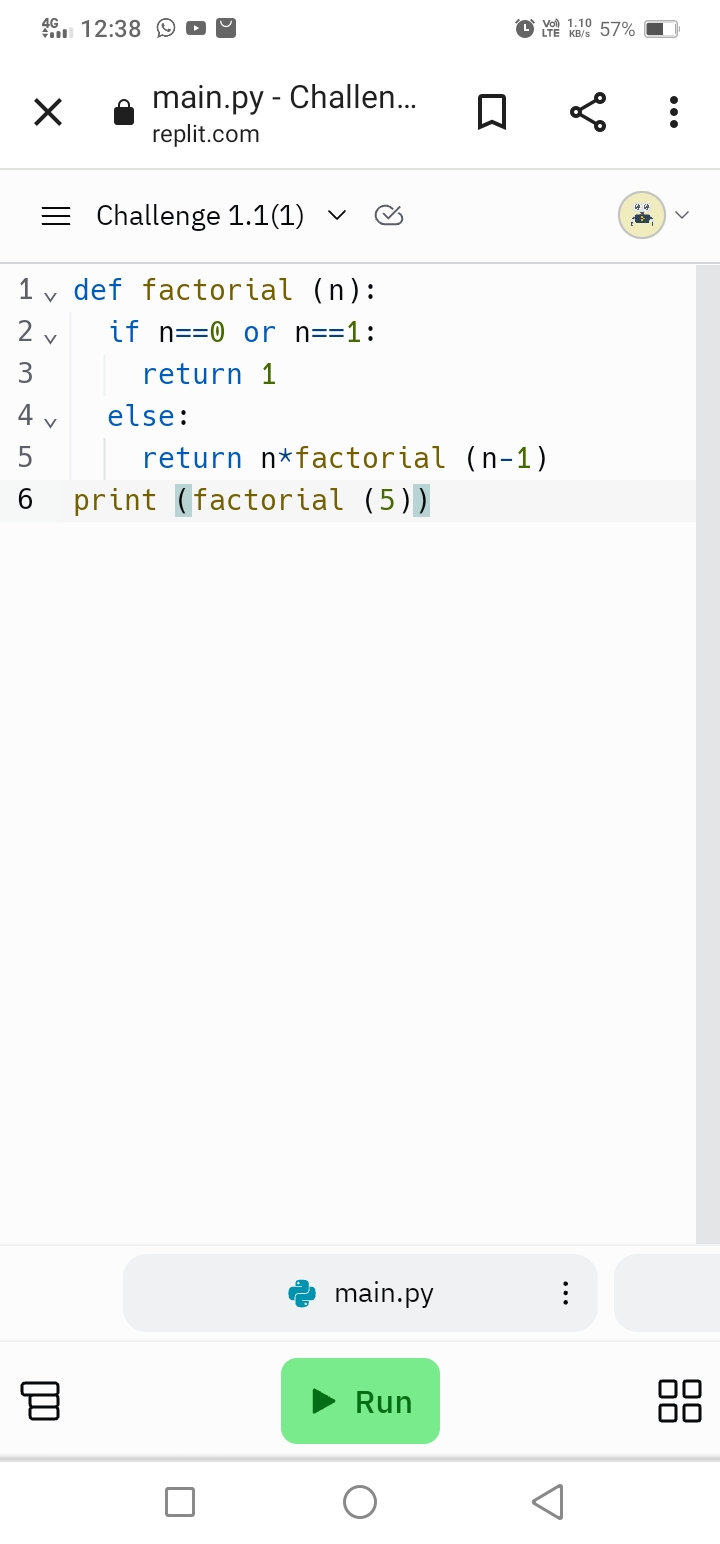 4G 12:38 Vo) LTE 1.10 KB/s 57%
main.py - Challen...
replit.com
Challenge 1.1(1)
1 def factorial (n):
2 if n==0 or n==1:
3 return 1
4 else:
5 return n*factorial (n-1)
6 print (factorial (5))
main.py
Run